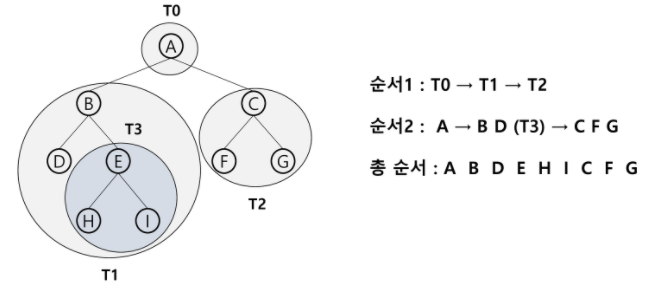 T0
A
B
C
T3
D
E
F
G
H
I
T2
T1
순서1 : T0 → T1 → T2
순서2 : A → B D (T3) → C F G
총 순서 : A B D E H I C F G